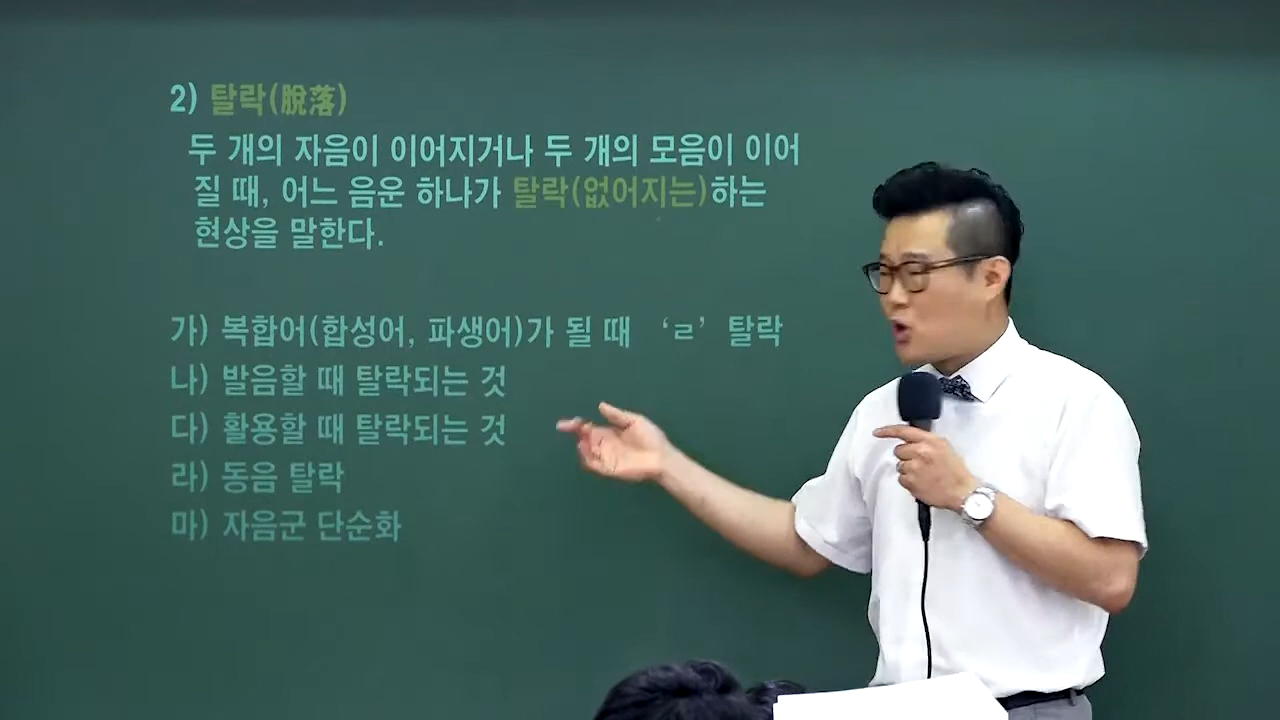 2) 탈락(脫落)
두 개의 자음이 이어지거나 두 개의 모음이 이어
질 때, 어느 음운 하나가 탈락(없어지는)하는
현상을 말한다.
가) 복합어(합성어, 파생어)가 될 때 ‘ㄹ’ 탈락
나) 발음할 때 탈락되는 것
다) 활용할 때 탈락되는 것
라) 동음 탈락
마) 자음군 단순화